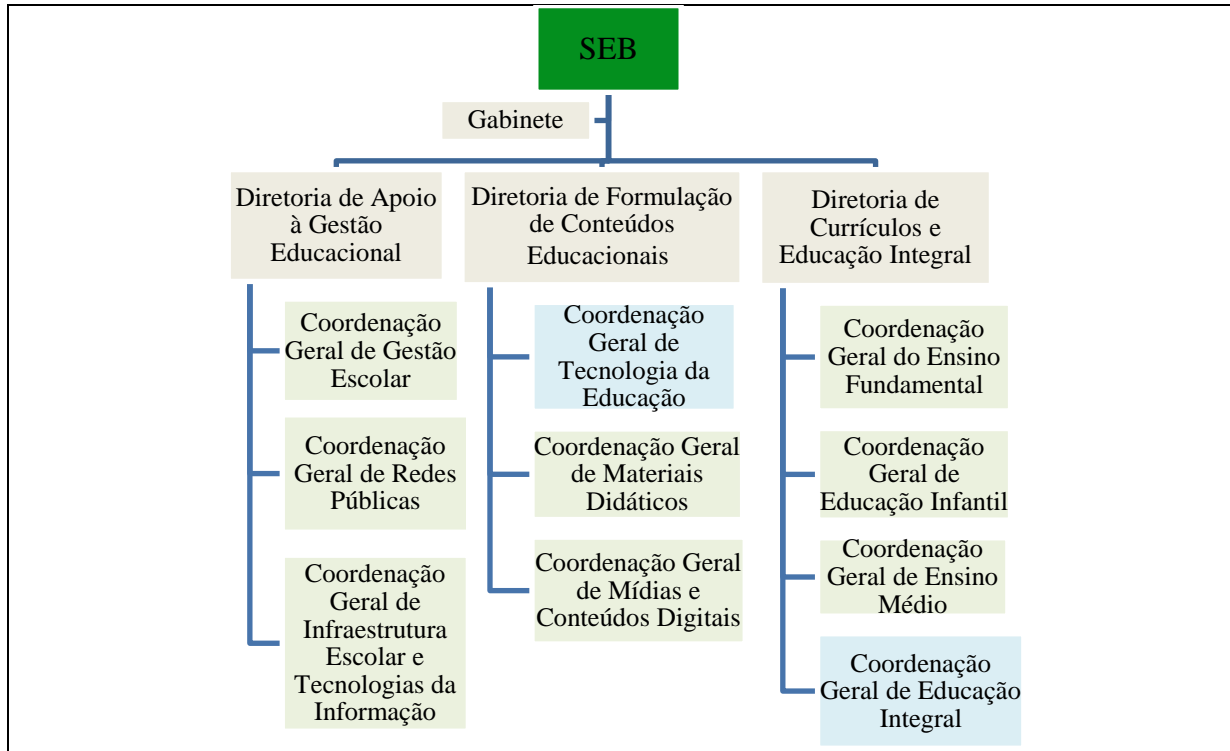 SEB
Gabinete
Diretoria de Apoio
à Gestão
Educacional
Coordenação
Geral de Gestão
Escolar
Coordenação
Geral de Redes
Públicas
Coordenação
Geral de
Infraestrutura
Escolar e
Tecnologias da
Informação
Diretoria de Formulação
de Conteúdos
Educacionais
Coordenação
Geral de
Tecnologia da
Educação
Coordenação Geral
de Materiais
Didáticos
Coordenação Geral
de Mídias e
Conteúdos Digitais
Diretoria de
Currículos e
Educação Integral
Coordenação
Geral do Ensino
Fundamental
Coordenação
Geral de
Educação Infantil
Coordenação
Geral de Ensino
Médio
Coordenação
Geral de Educação
Integral